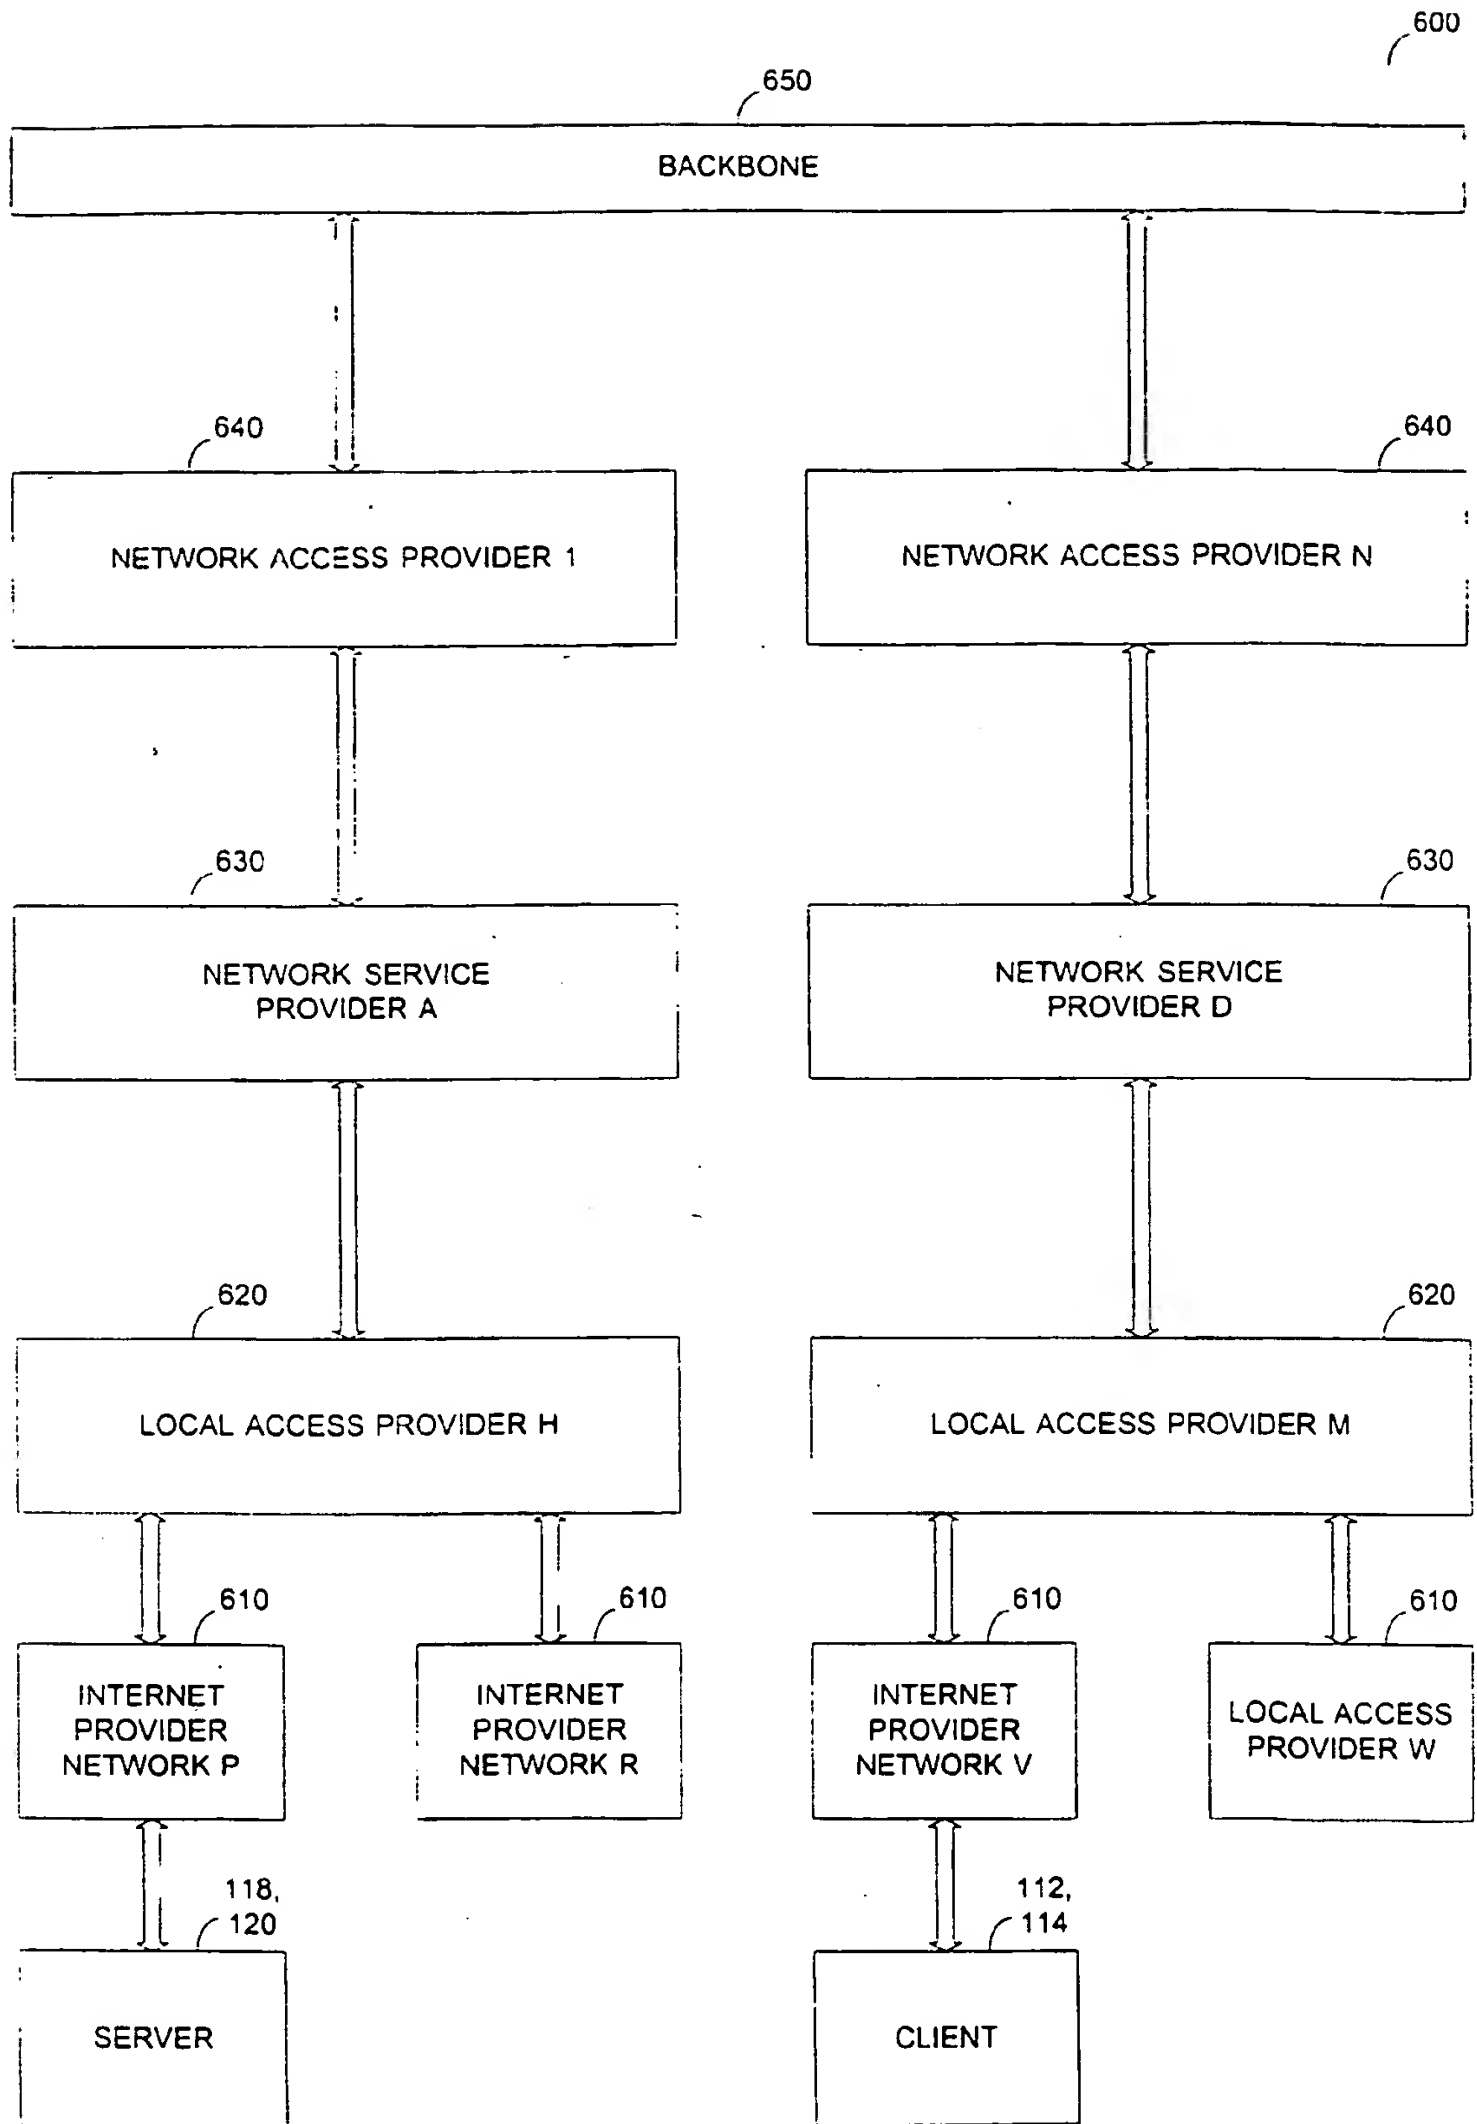 600
650
BACKBONE
640
640
NETWORK ACCESS PROVIDER 1
NETWORK ACCESS PROVIDER N
630
630
NETWORK SERVICE
PROVIDER A
NETWORK SERVICE
PROVIDER D
620
620
LOCAL ACCESS PROVIDER H
LOCAL ACCESS PROVIDER M
610
610
610
610
INTERNET
PROVIDER
NETWORK P
INTERNET
PROVIDER
NETWORK R
INTERNET
PROVIDER
NETWORK V
LOCAL ACCESS
PROVIDER W
118,
120
112,
114
SERVER
CLIENT